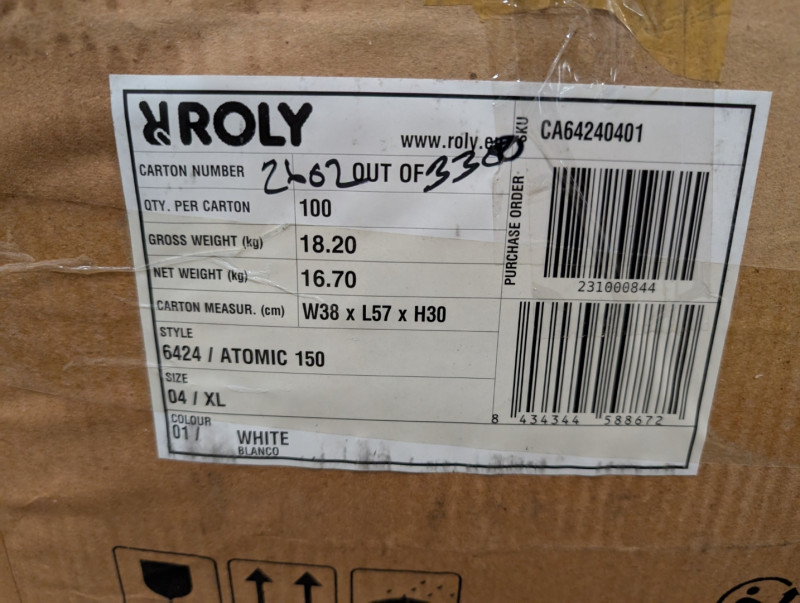 ROLY
www.roly.e
SKU CA64240401
CARTON NUMBER 2602 OUT OF 3380
QTY. PER CARTON 100
GROSS WEIGHT (kg) 18.20
NET WEIGHT (kg) 16.70
CARTON MEASUR. (cm) W38 x L57 x H30
STYLE
6424 / ATOMIC 150
SIZE
04 / XL
COLOUR
01 / WHITE
BLANCO
PURCHASE ORDER
231000844
8 434344 588672